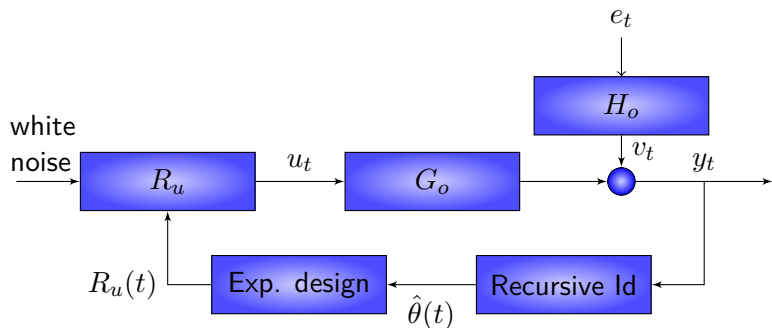 e_t
H_o
white
noise
v_t
u_t
y_t
R_u
G_o
R_u(t)
Exp. design
Recursive Id
θ̂(t)